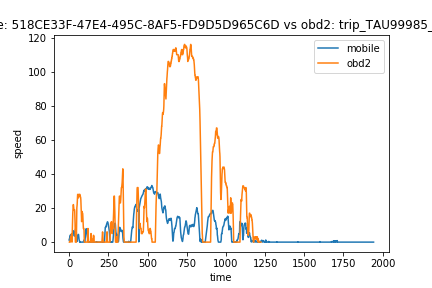 e: 518CE33F-47E4-495C-8AF5-FD9D5D965C6D vs obd2: trip_TAU99985_
120
100
80
60
40
20
0
speed
mobile
obd2
0 250 500 750 1000 1250 1500 1750 2000
time